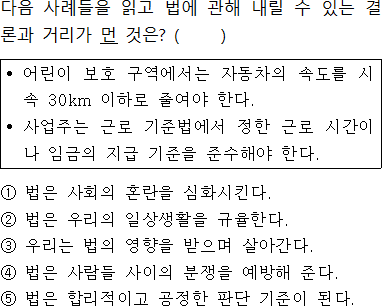 다음 사례들을 읽고 법에 관해 내릴 수 있는 결
론과 거리가 먼 것은? (      )
• 어린이 보호 구역에서는 자동차의 속도를 시
속 30km 이하로 줄여야 한다.
• 사업주는 근로 기준법에서 정한 근로 시간이
나 임금의 지급 기준을 준수해야 한다.
① 법은 사회의 혼란을 심화시킨다.
② 법은 우리의 일상생활을 규율한다.
③ 우리는 법의 영향을 받으며 살아간다.
④ 법은 사람들 사이의 분쟁을 예방해 준다.
⑤ 법은 합리적이고 공정한 판단 기준이 된다.